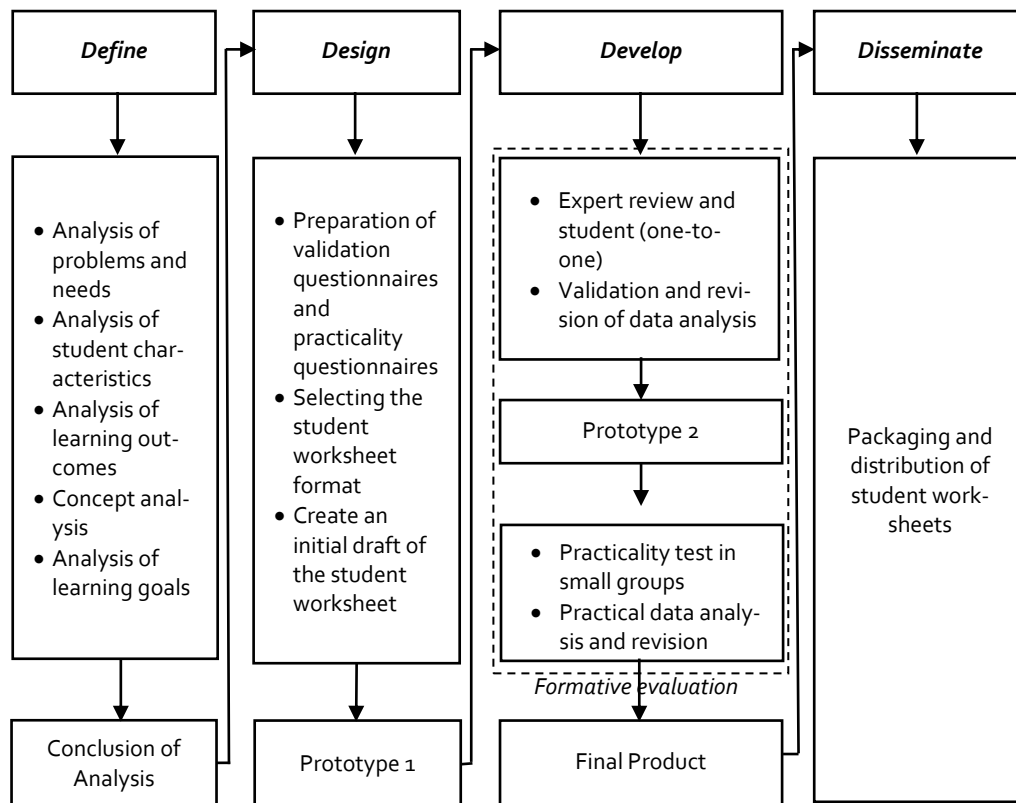 Define
• Analysis of
problems and
needs
• Analysis of
student char-
acteristics
• Analysis of
learning out-
comes
• Concept anal-
ysis
• Analysis of
learning goals
Conclusion of
Analysis
Design
• Preparation of
validation
questionnaires
and
practicality
questionnaires
• Selecting the
student
worksheet
format
• Create an
initial draft of
the student
worksheet
Prototype 1
Develop
• Expert review and
student (one-to-
one)
• Validation and revi-
sion of data analysis
Prototype 2
• Practicality test in
small groups
• Practical data analy-
sis and revision
Formative evaluation
Final Product
Disseminate
Packaging and
distribution of
student work-
sheets